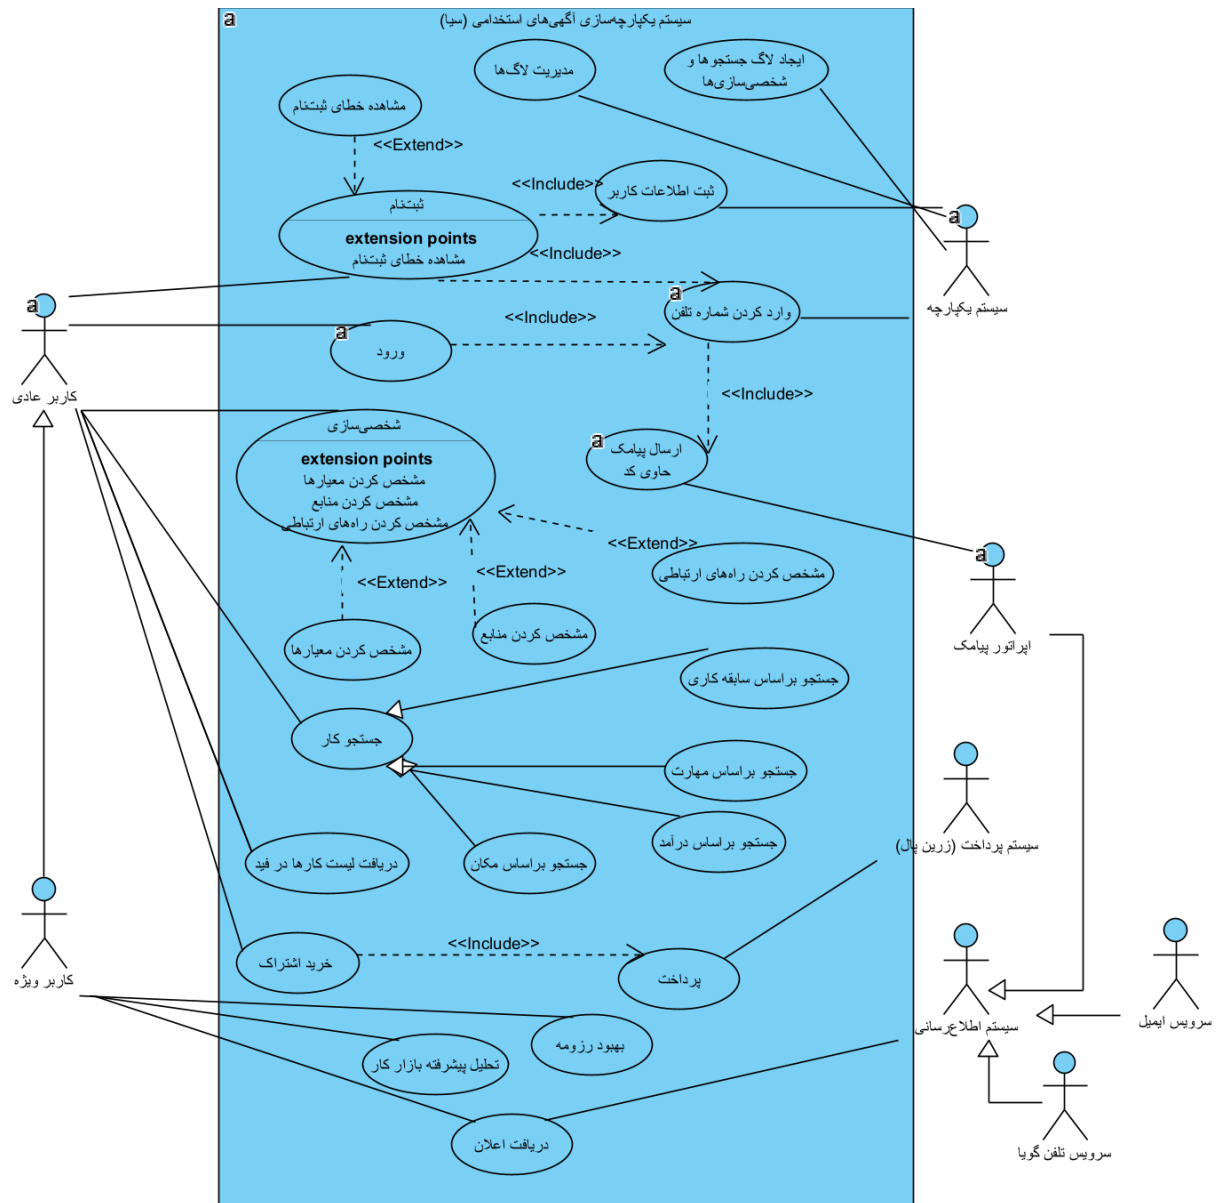 سیستم یکپارچه‌سازی آگهی‌های استخدامی (سیا)
a
مدیریت لاگ‌ها
ایجاد لاگ جستجوها و
شخصی‌سازی‌ها
مشاهده خطای ثبت‌نام
<<Extend>>
<<Include>>
ثبت اطلاعات کاربر
ثبت‌نام
extension points
مشاهده خطای ثبت‌نام
<<Include>>
a
سیستم یکپارچه
a
کاربر عادی
a
ورود
<<Include>>
a
وارد کردن شماره تلفن
<<Include>>
شخصی‌سازی
extension points
مشخص کردن معیارها
مشخص کردن منابع
مشخص کردن راه‌های ارتباطی
a
ارسال پیامک
حاوی کد
<<Extend>>
<<Extend>>
<<Extend>>
مشخص کردن راه‌های ارتباطی
a
اپراتور پیامک
مشخص کردن معیارها
مشخص کردن منابع
جستجو براساس سابقه کاری
جستجو کار
جستجو براساس مهارت
جستجو براساس درآمد
جستجو براساس مکان
دریافت لیست کارها در فید
سیستم پرداخت (زرین پال)
خرید اشتراک
<<Include>>
پرداخت
کاربر ویژه
سیستم اطلاع‌رسانی
سرویس ایمیل
بهبود رزومه
تحلیل پیشرفته بازار کار
دریافت اعلان
سرویس تلفن گویا